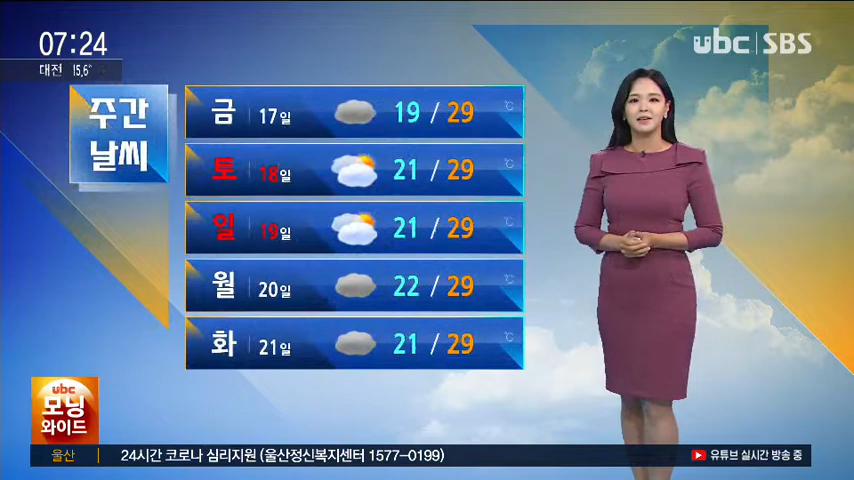 07:24
ubc SBS
대전 15.6°
주간
날씨
금 17일 19 / 29 ℃
토 18일 21 / 29 ℃
일 19일 21 / 29 ℃
월 20일 22 / 29 ℃
화 21일 21 / 29 ℃
ubc
모닝
와이드
울산 24시간 코로나 심리지원 (울산정신복지센터 1577-0199) 유튜브 실시간 방송 중